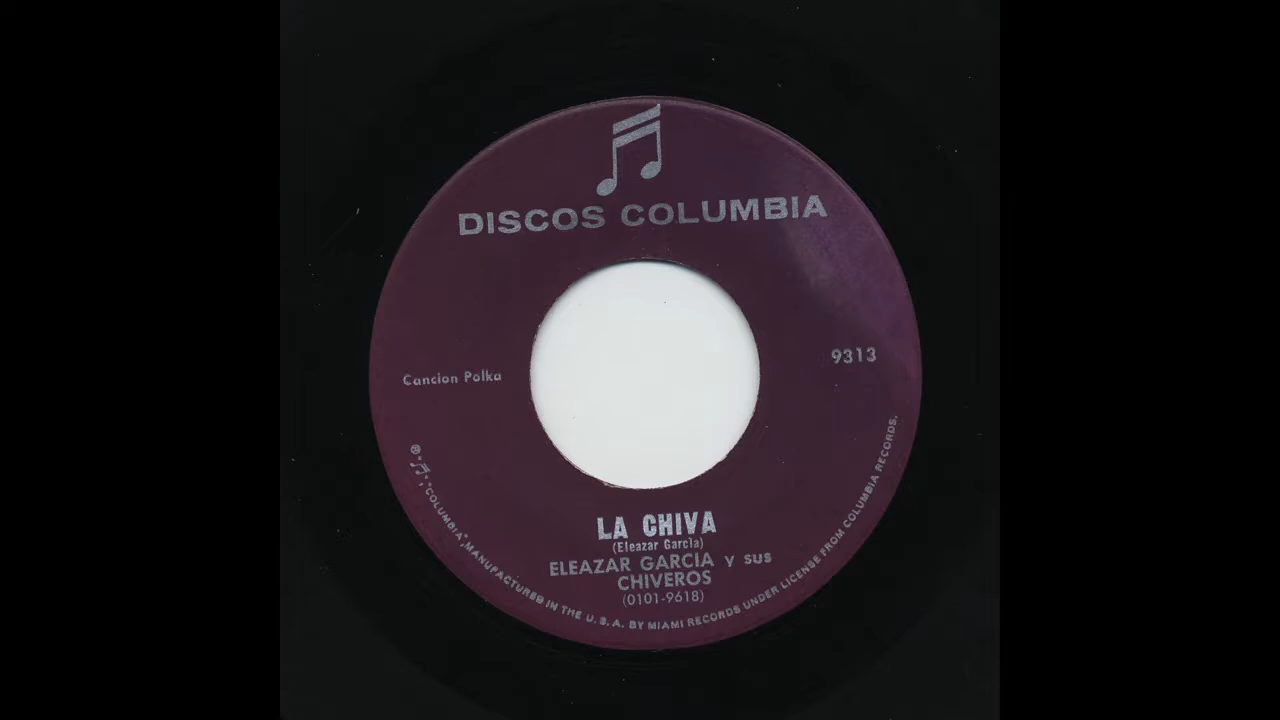 DISCOS COLUMBIA
9313
Cancion Polka
LA CHIVA
(Eleazar Garcia)
ELEAZAR GARCIA Y SUS
CHIVEROS
(0101-9618)
®"🎵","COLUMBIA", MANUFACTURED IN THE U. S. A. BY MIAMI RECORDS UNDER LICENSE FROM COLUMBIA RECORDS.